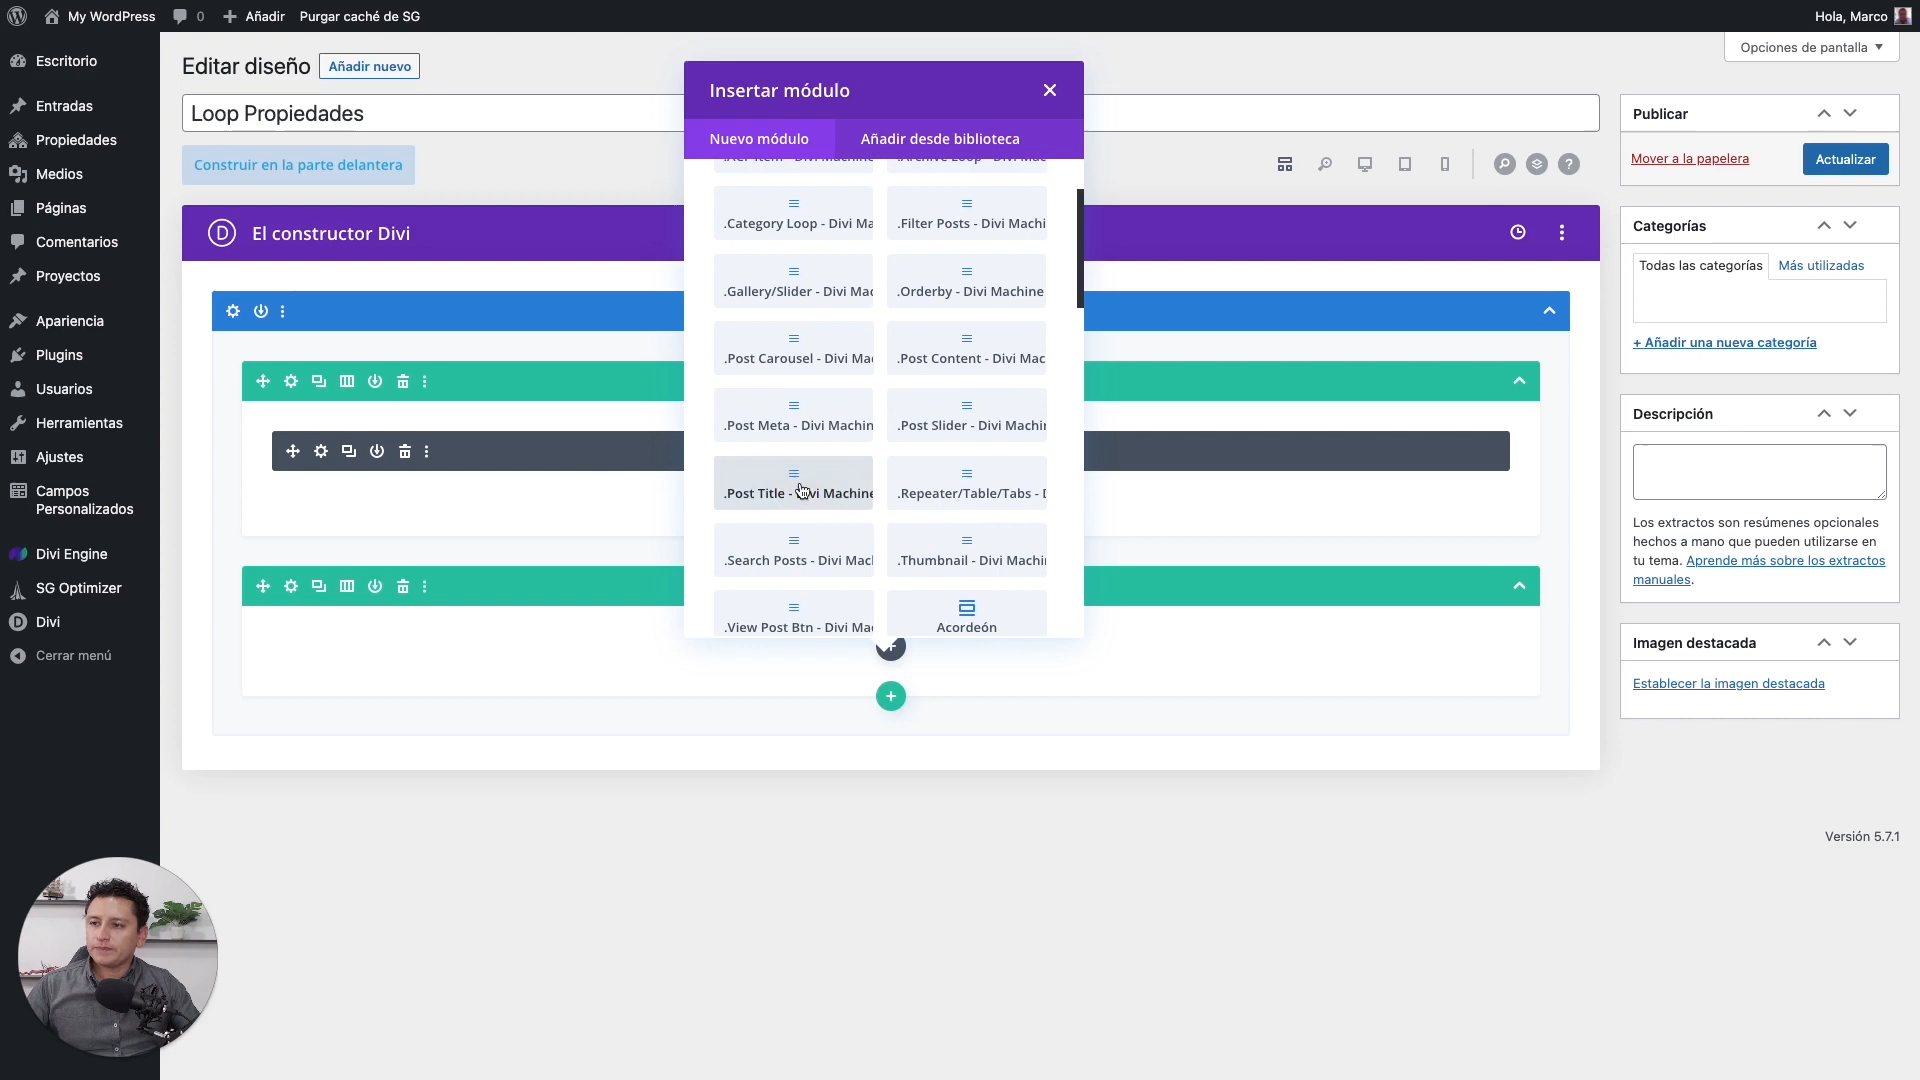 My WordPress
0
Añadir
Purgar caché de SG
Hola, Marco
Opciones de pantalla
Escritorio
Entradas
Propiedades
Medios
Páginas
Comentarios
Proyectos
Apariencia
Plugins
Usuarios
Herramientas
Ajustes
Campos
Personalizados
Divi Engine
SG Optimizer
Divi
Cerrar menú
Editar diseño
Añadir nuevo
Loop Propiedades
Construir en la parte delantera
D El constructor Divi
Insertar módulo
Nuevo módulo
Añadir desde biblioteca
.Category Loop - Divi Ma
.Filter Posts - Divi Machi
.Gallery/Slider - Divi Mac
.Orderby - Divi Machine
.Post Carousel - Divi Ma
.Post Content - Divi Mac
.Post Meta - Divi Machin
.Post Slider - Divi Machin
.Post Title - Divi Machine
.Repeater/Table/Tabs - D
.Search Posts - Divi Mach
.Thumbnail - Divi Machin
.View Post Btn - Divi Mac
Acordeón
Publicar
Mover a la papelera
Actualizar
Categorías
Todas las categorías
Más utilizadas
+ Añadir una nueva categoría
Descripción
Los extractos son resúmenes opcionales
hechos a mano que pueden utilizarse en
tu tema. Aprende más sobre los extractos
manuales.
Imagen destacada
Establecer la imagen destacada
Versión 5.7.1